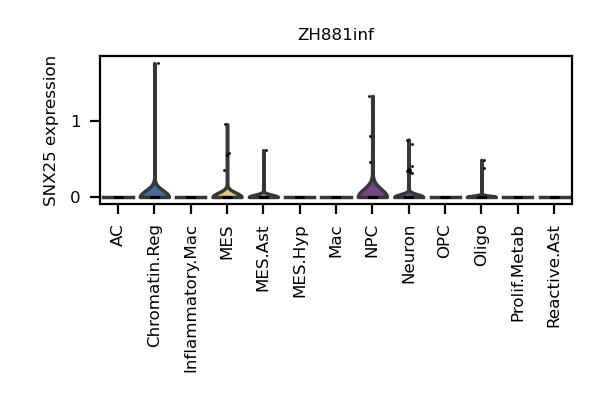 ZH881inf
SNX25 expression
1
0
AC
Chromatin.Reg
Inflammatory.Mac
MES
MES.Ast
MES.Hyp
Mac
NPC
Neuron
OPC
Oligo
Prolif.Metab
Reactive.Ast